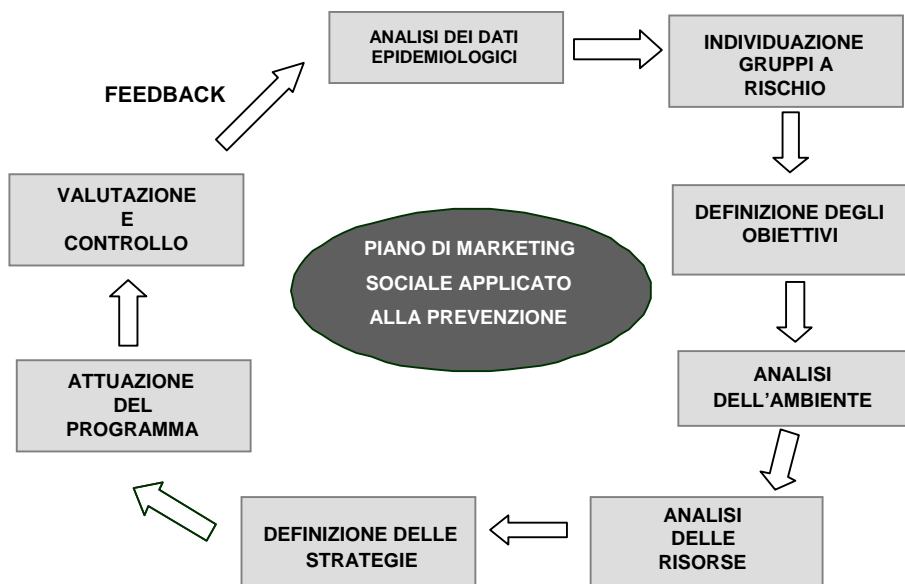 ANALISI DEI DATI
EPIDEMIOLOGICI
INDIVIDUAZIONE
GRUPPI A
RISCHIO
DEFINIZIONE DEGLI
OBIETTIVI
ANALISI
DELL’AMBIENTE
ANALISI
DELLE
RISORSE
DEFINIZIONE DELLE
STRATEGIE
ATTUAZIONE
DEL
PROGRAMMA
VALUTAZIONE
E
CONTROLLO
FEEDBACK
PIANO DI MARKETING
SOCIALE APPLICATO
ALLA PREVENZIONE